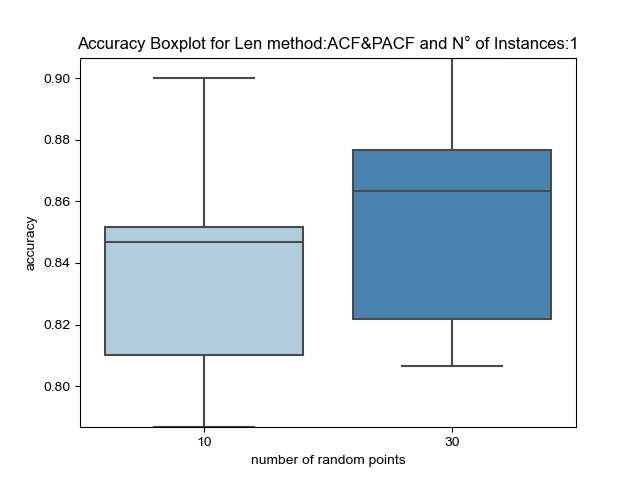 Accuracy Boxplot for Len method:ACF&PACF and N° of Instances:1
0.90
0.88
0.86
0.84
0.82
0.80
accuracy
10 30
number of random points